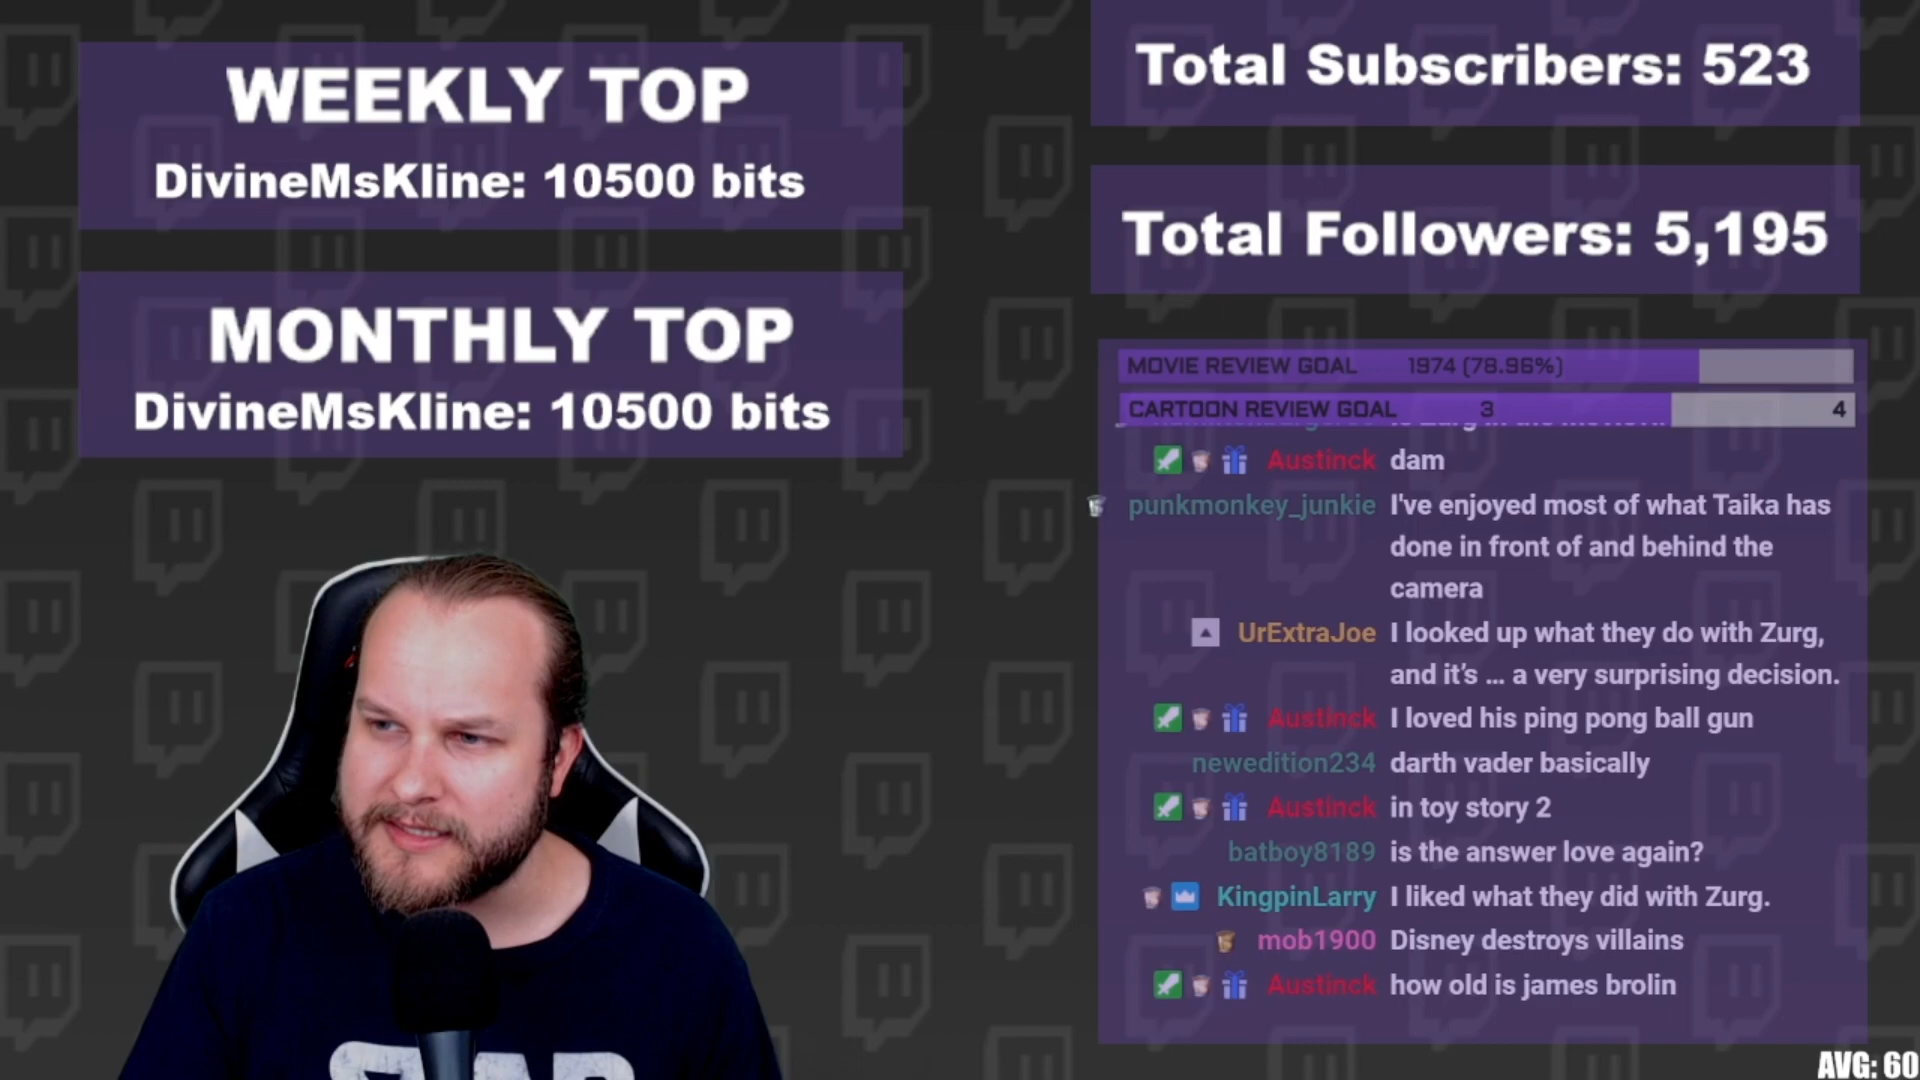 WEEKLY TOP
DivineMsKline: 10500 bits
MONTHLY TOP
DivineMsKline: 10500 bits
Total Subscribers: 523
Total Followers: 5,195
MOVIE REVIEW GOAL 1974 (78.96%)
CARTOON REVIEW GOAL 3 4
Austinck dam
punkmonkey_junkie I've enjoyed most of what Taika has
done in front of and behind the
camera
UrExtraJoe I looked up what they do with Zurg,
and it's ... a very surprising decision.
Austinck I loved his ping pong ball gun
newedition234 darth vader basically
Austinck in toy story 2
batboy8189 is the answer love again?
KingpinLarry I liked what they did with Zurg.
mob1900 Disney destroys villains
Austinck how old is james brolin
AVG: 60